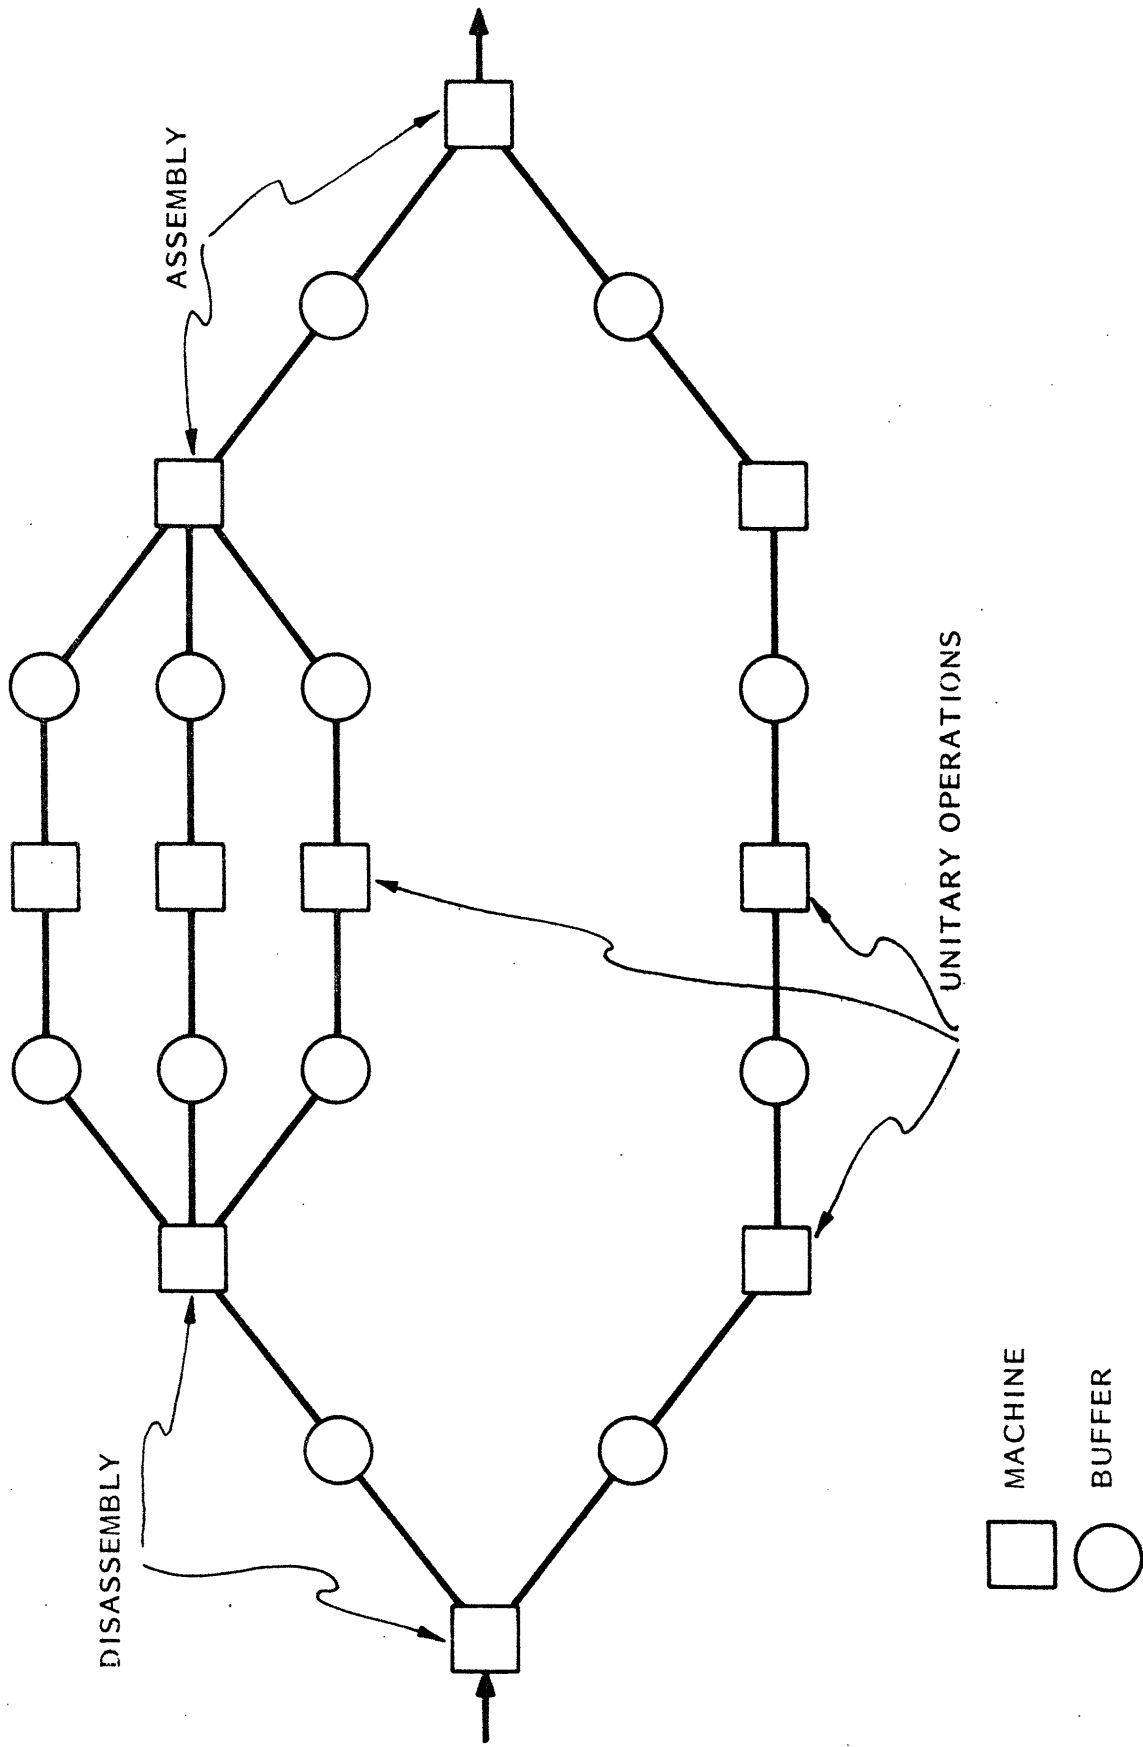 DISASSEMBLY
ASSEMBLY
UNITARY OPERATIONS
MACHINE
BUFFER